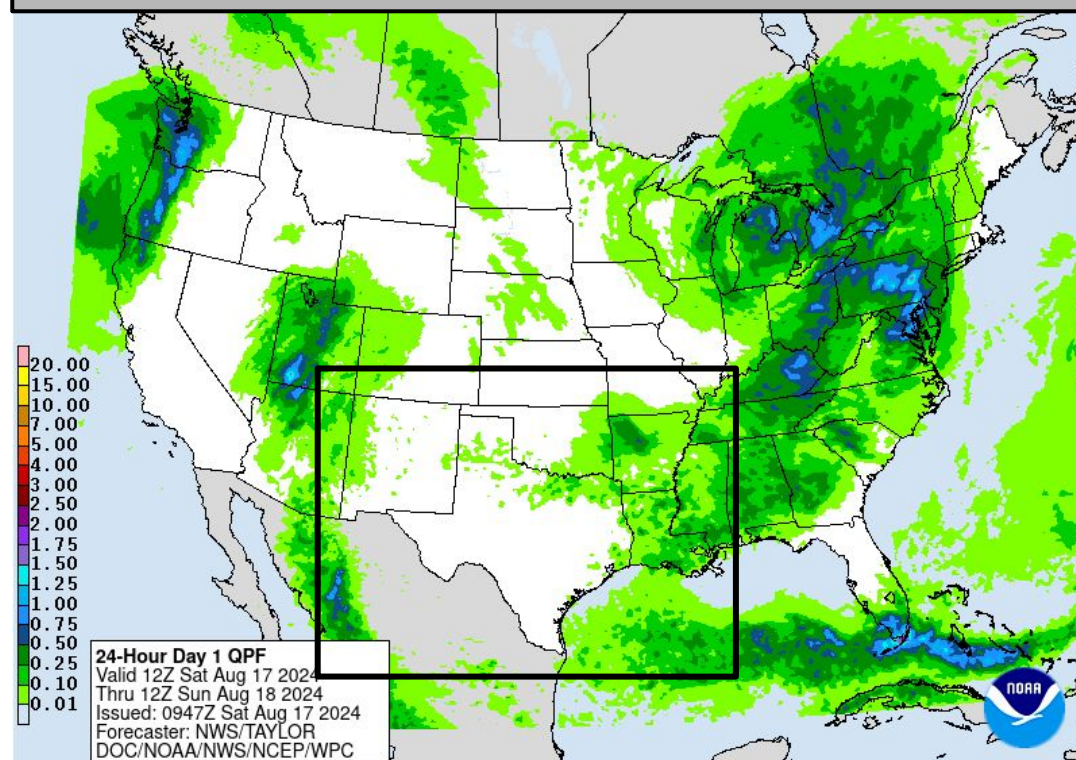 20.00
15.00
10.00
7.00
5.00
4.00
3.00
2.50
2.00
1.75
1.50
1.25
1.00
0.75
0.50
0.25
0.10
0.01
24-Hour Day 1 QPF
Valid 12Z Sat Aug 17 2024
Thru 12Z Sun Aug 18 2024
Issued: 0947Z Sat Aug 17 2024
Forecaster: NWS/TAYLOR
DOC/NOAA/NWS/NCEP/WPC
NOAA